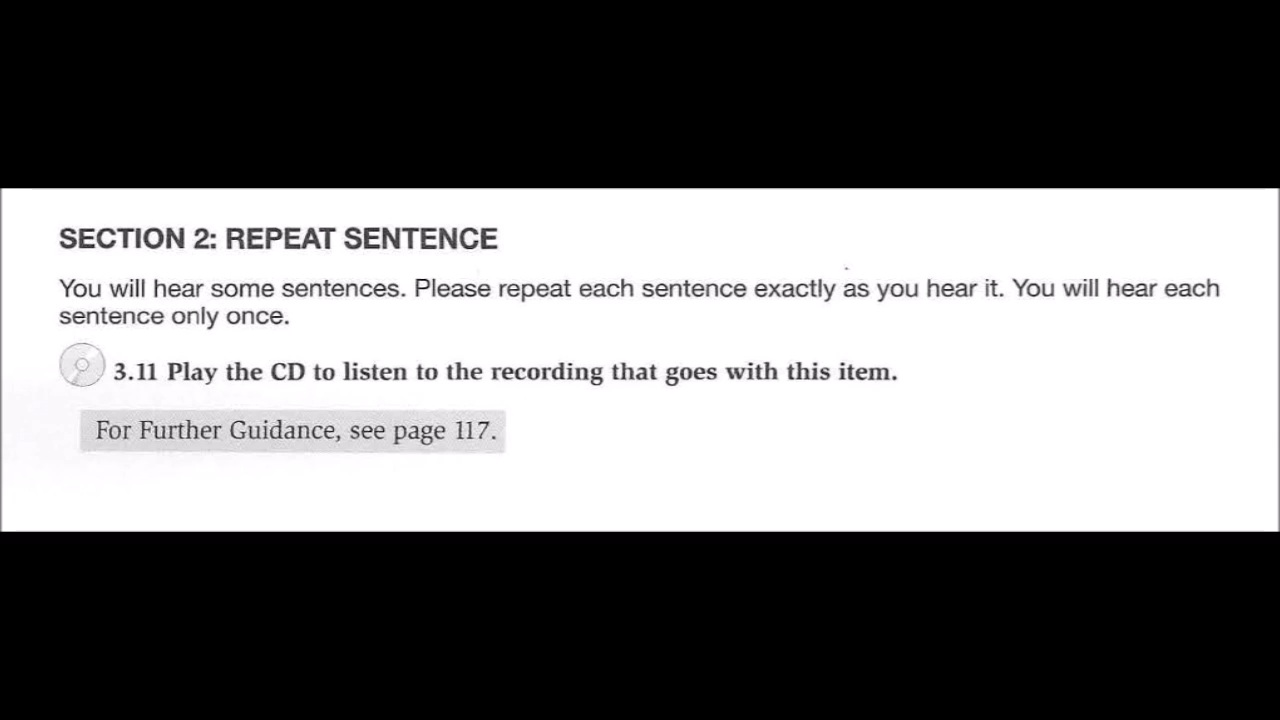 SECTION 2: REPEAT SENTENCE
You will hear some sentences. Please repeat each sentence exactly as you hear it. You will hear each
sentence only once.
3.11 Play the CD to listen to the recording that goes with this item.
For Further Guidance, see page 117.